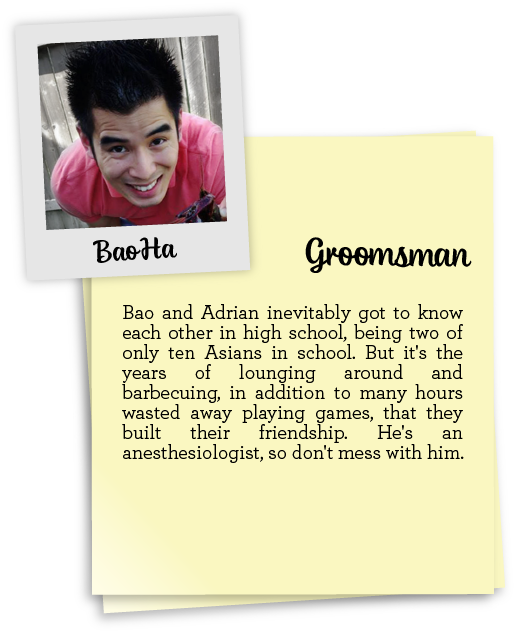 Bao Ha
Groomsman
Bao and Adrian inevitably got to know
each other in high school, being two of
only ten Asians in school. But it's the
years of lounging around and
barbecuing, in addition to many hours
wasted away playing games, that they
built their friendship. He's an
anesthesiologist, so don't mess with him.